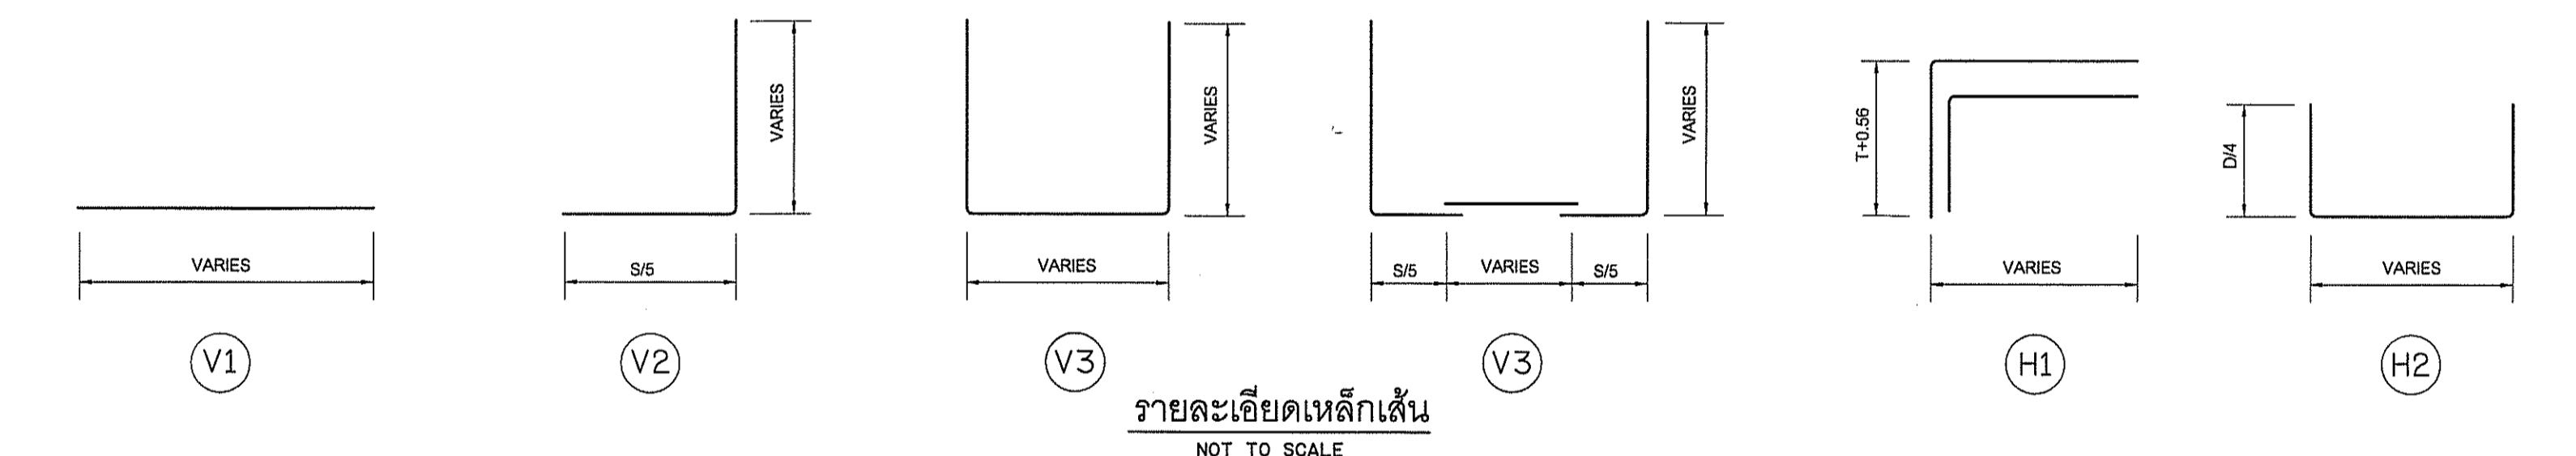 VARIES
V1
VARIES
S/5
V2
VARIES
VARIES
V3
VARIES
S/5 VARIES S/5
V3
T+0.56
VARIES
H1
D/4
VARIES
H2
รายละเอียดเหล็กเส้น
NOT TO SCALE